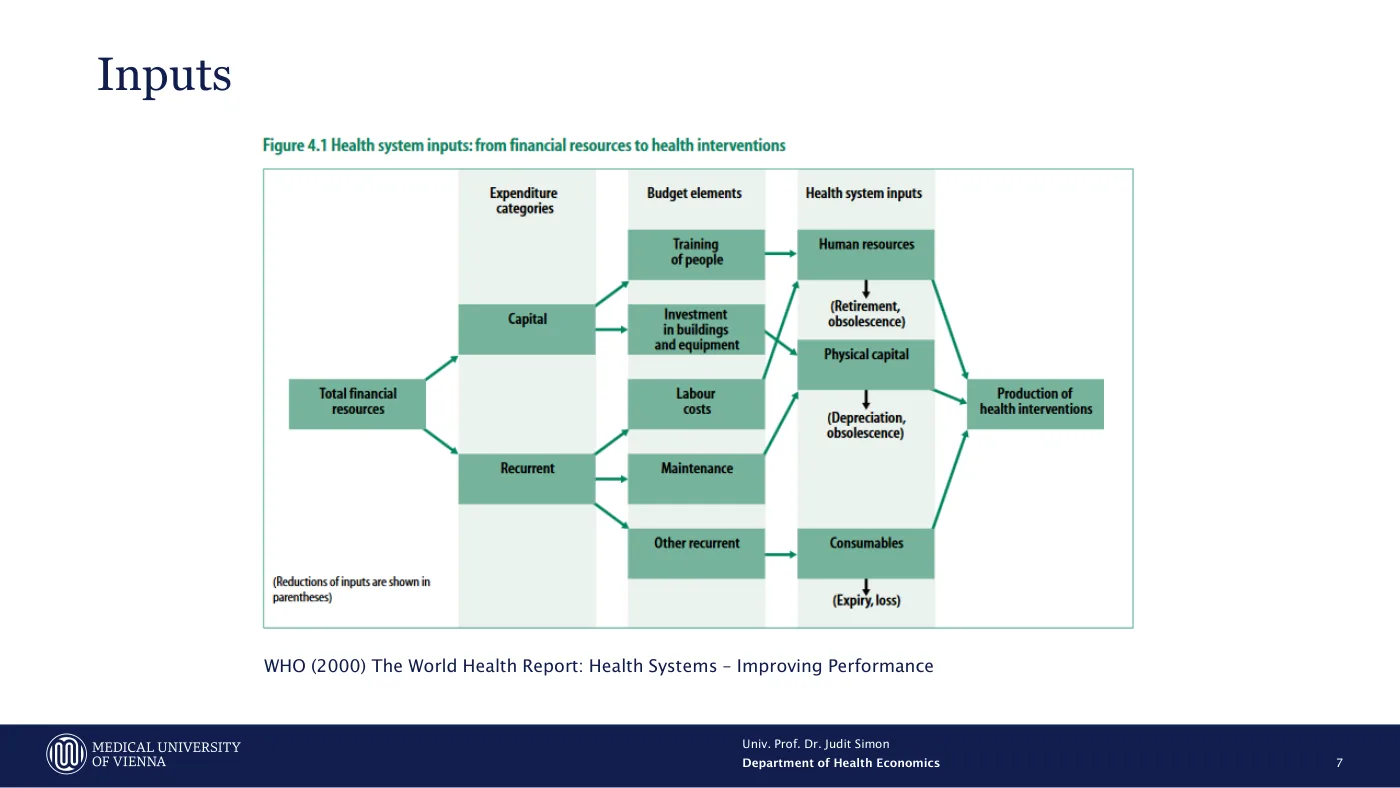 Inputs
Figure 4.1 Health system inputs: from financial resources to health interventions
Expenditure
categories
Budget elements
Health system inputs
Training
of people
Human resources
(Retirement,
obsolescence)
Capital
Investment
in buildings
and equipment
Physical capital
(Depreciation,
obsolescence)
Total financial
resources
Labour
costs
Production of
health interventions
Recurrent
Maintenance
Other recurrent
Consumables
(Expiry, loss)
(Reductions of inputs are shown in
parentheses)
WHO (2000) The World Health Report: Health Systems – Improving Performance
MEDICAL UNIVERSITY
OF VIENNA
Univ. Prof. Dr. Judit Simon
Department of Health Economics
7